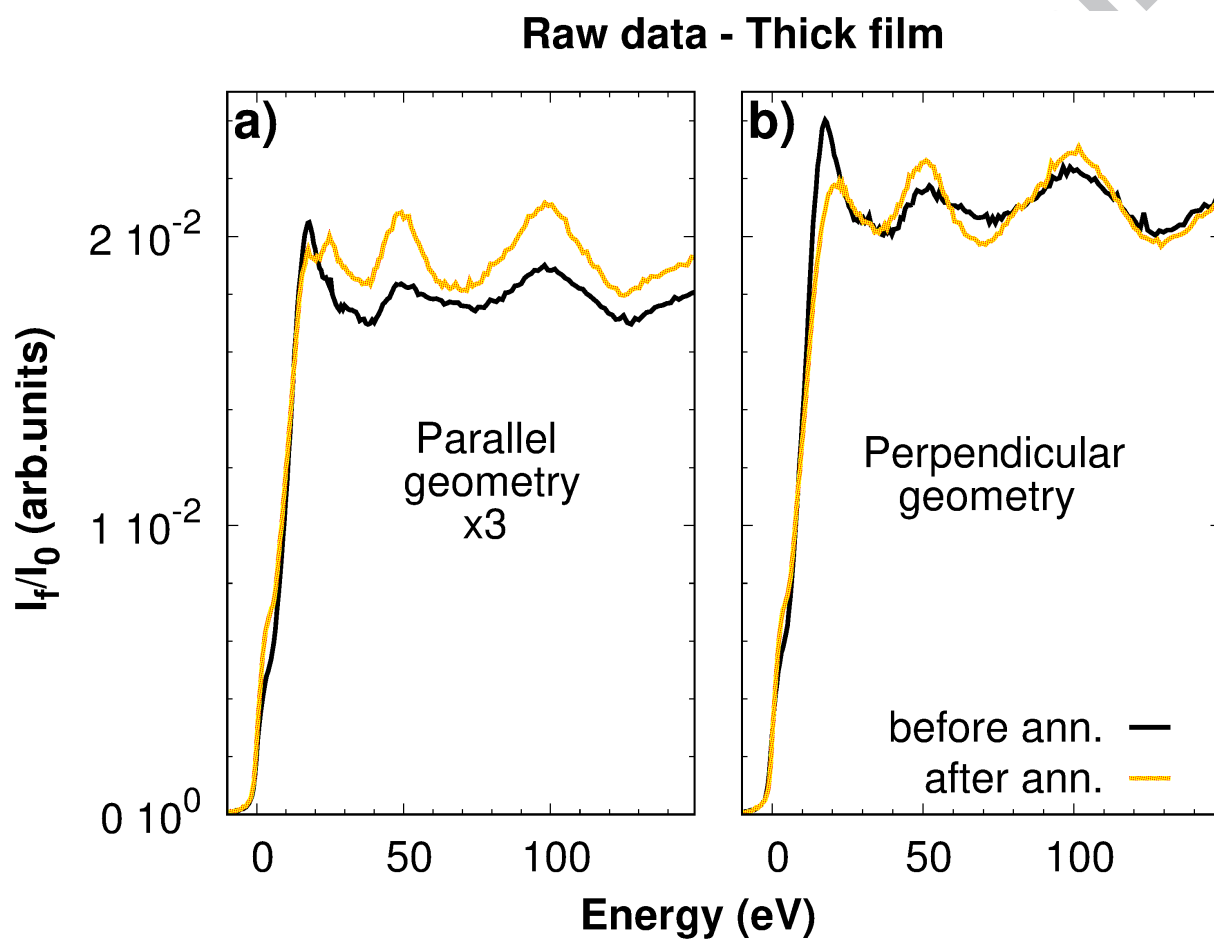 Raw data - Thick film
a)
b)
2 10⁻²
1 10⁻²
0 10⁰
Parallel
geometry
x3
Perpendicular
geometry
before ann.
after ann.
0 50 100
0 50 100
If/I0 (arb.units)
Energy (eV)